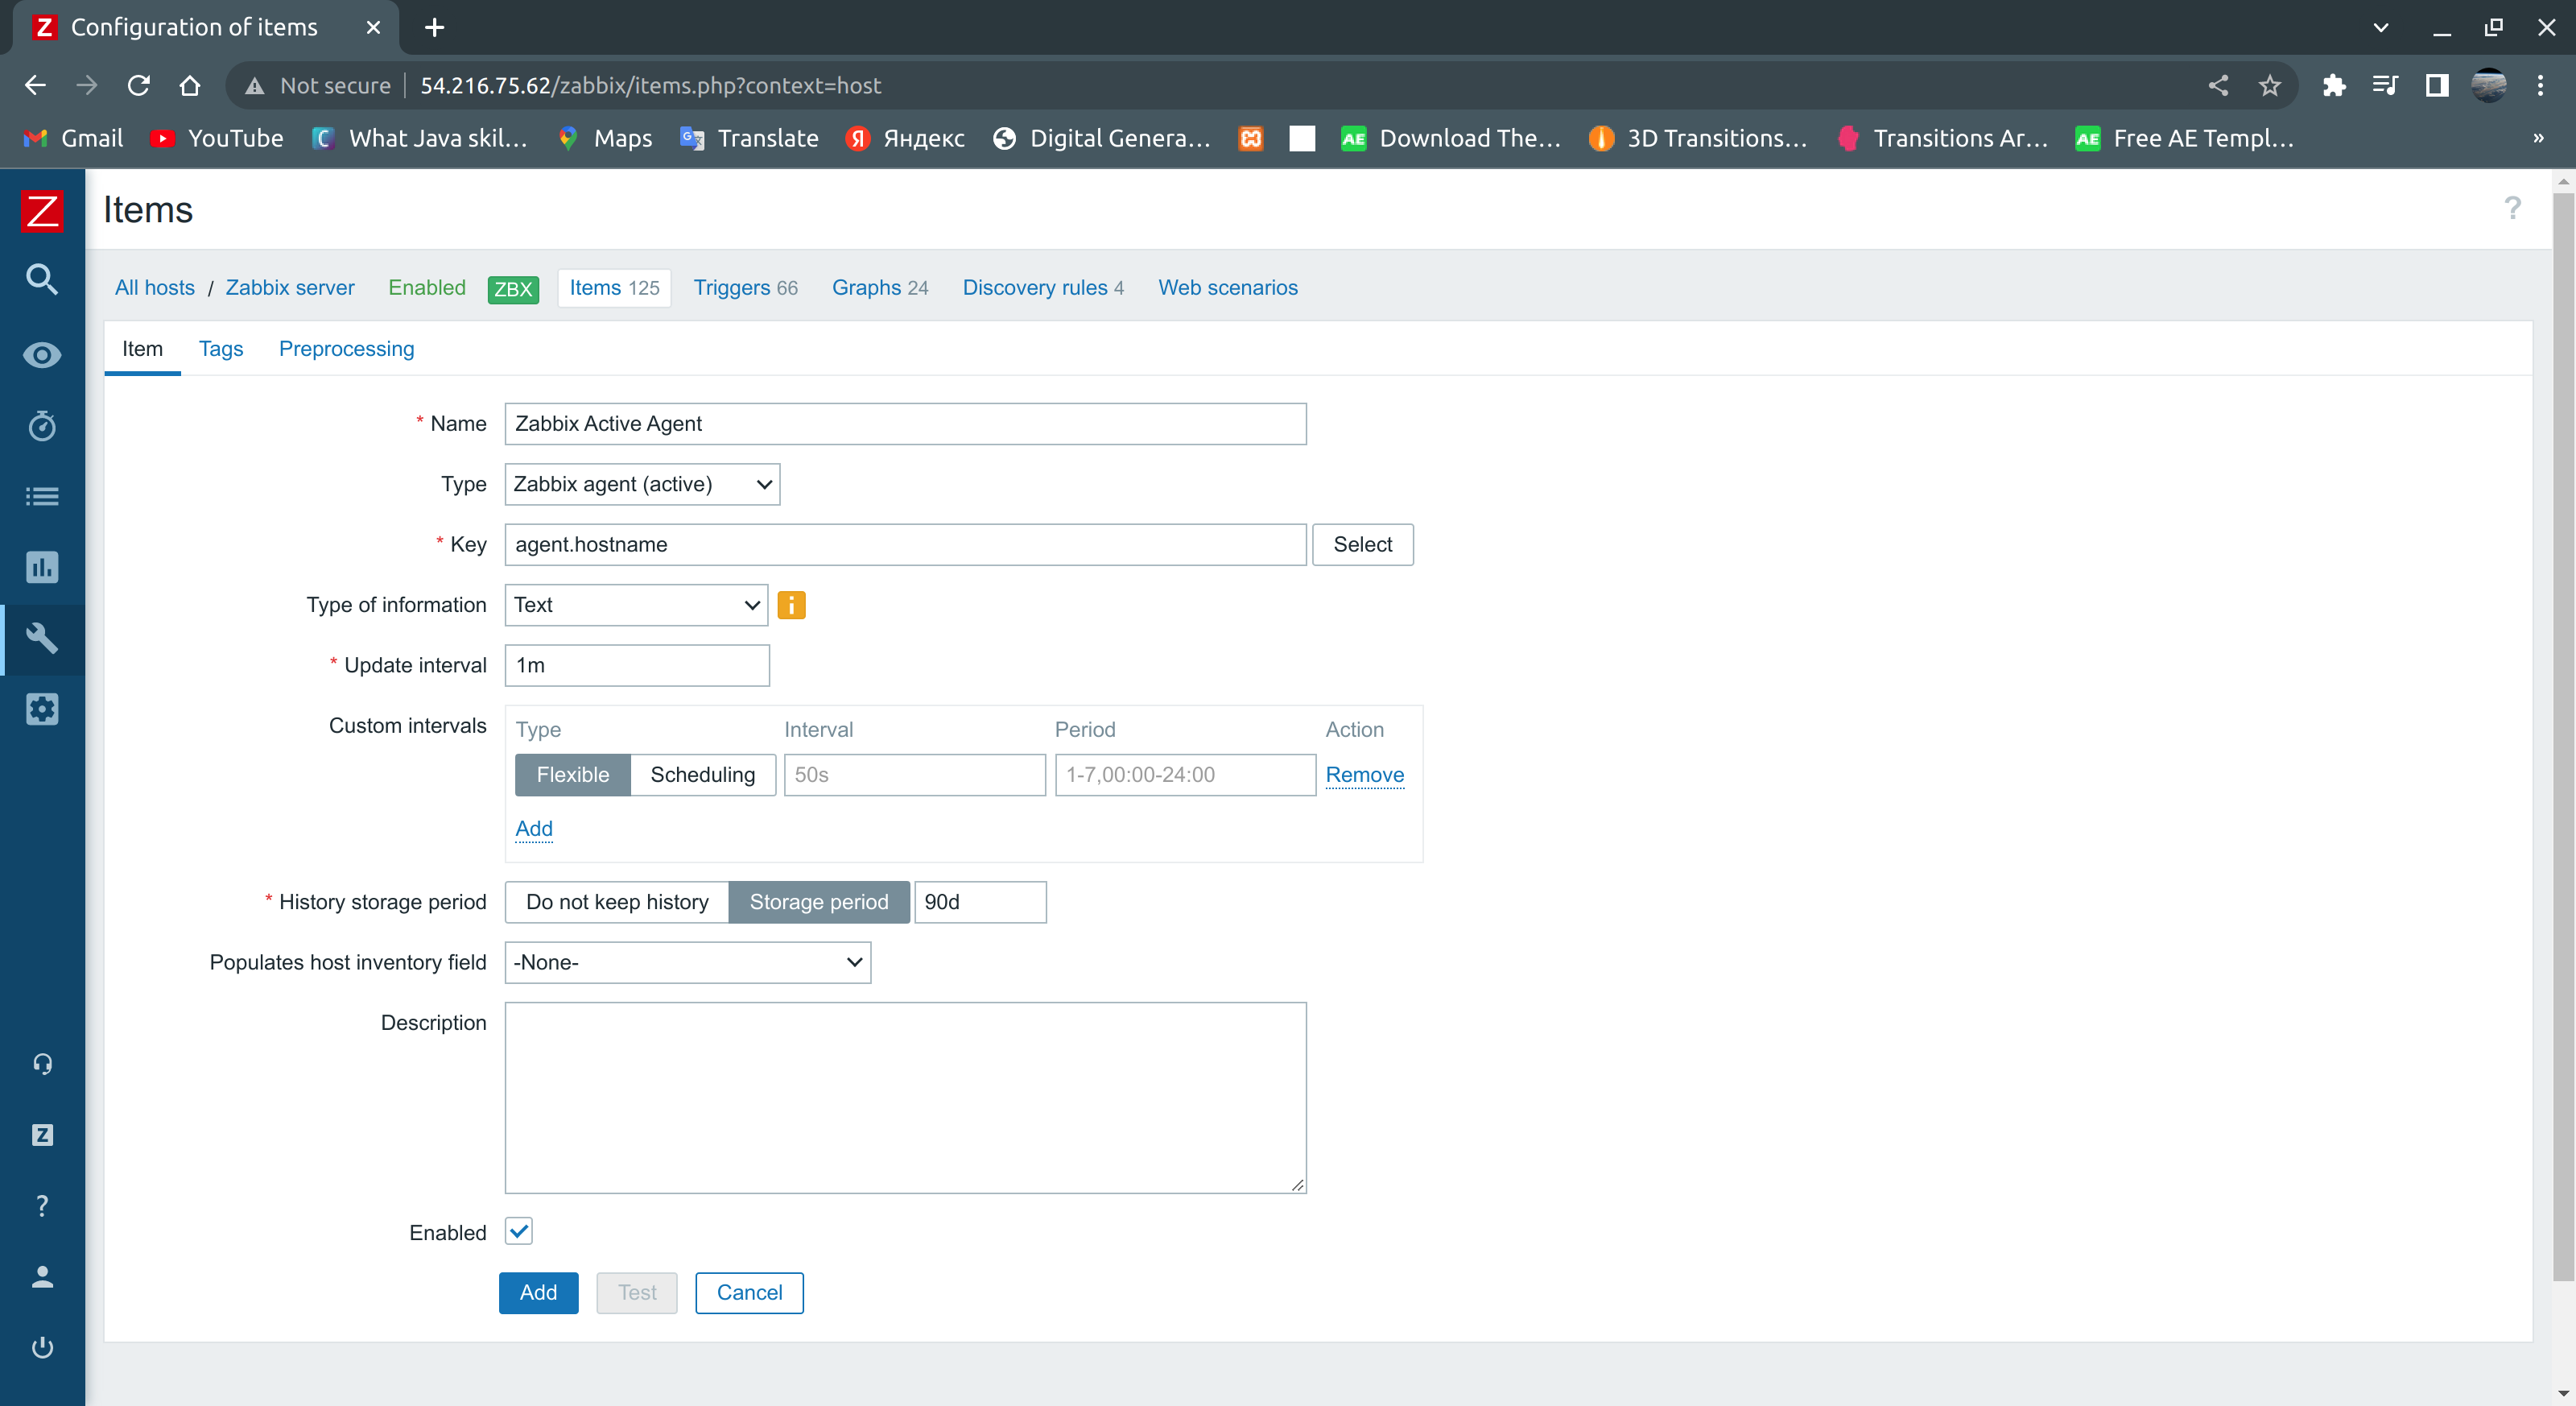 Configuration of items
Not secure 54.216.75.62/zabbix/items.php?context=host
Gmail YouTube What Java skil... Maps Translate Яндекс Digital Genera... Download The... 3D Transitions... Transitions Ar... Free AE Templ... »
Items
?
All hosts / Zabbix server Enabled ZBX Items 125 Triggers 66 Graphs 24 Discovery rules 4 Web scenarios
Item Tags Preprocessing
* Name Zabbix Active Agent
Type Zabbix agent (active)
* Key agent.hostname Select
Type of information Text
* Update interval 1m
Custom intervals Type Interval Period Action
Flexible Scheduling 50s 1-7,00:00-24:00 Remove
Add
* History storage period Do not keep history Storage period 90d
Populates host inventory field -None-
Description
Enabled
Add Test Cancel